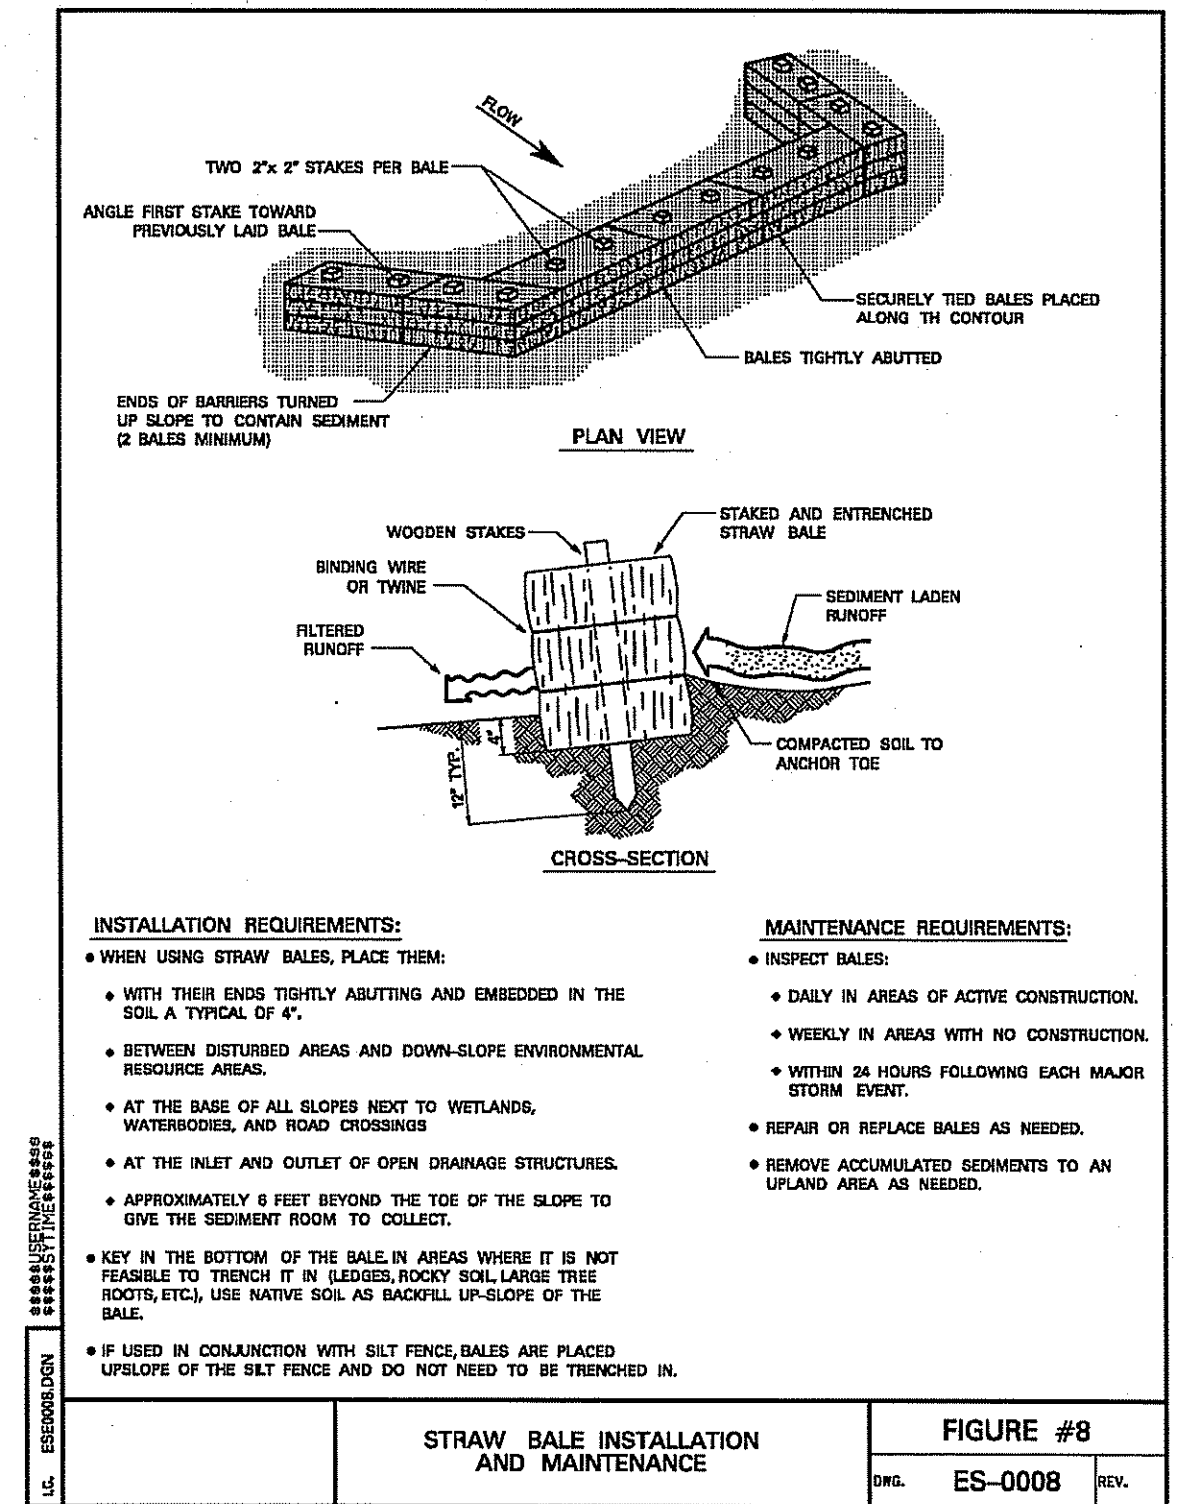 FLOW
TWO 2"x 2" STAKES PER BALE
ANGLE FIRST STAKE TOWARD
PREVIOUSLY LAID BALE
SECURELY TIED BALES PLACED
ALONG TH CONTOUR
BALES TIGHTLY ABUTTED
ENDS OF BARRIERS TURNED
UP SLOPE TO CONTAIN SEDIMENT
(2 BALES MINIMUM)
PLAN VIEW
STAKED AND ENTRENCHED
STRAW BALE
WOODEN STAKES
BINDING WIRE
OR TWINE
SEDIMENT LADEN
RUNOFF
FILTERED
RUNOFF
4"
12" TYP.
COMPACTED SOIL TO
ANCHOR TOE
CROSS-SECTION
INSTALLATION REQUIREMENTS:
• WHEN USING STRAW BALES, PLACE THEM:
♦ WITH THEIR ENDS TIGHTLY ABUTTING AND EMBEDDED IN THE
SOIL A TYPICAL OF 4".
♦ BETWEEN DISTURBED AREAS AND DOWN-SLOPE ENVIRONMENTAL
RESOURCE AREAS.
♦ AT THE BASE OF ALL SLOPES NEXT TO WETLANDS,
WATERBODIES, AND ROAD CROSSINGS
♦ AT THE INLET AND OUTLET OF OPEN DRAINAGE STRUCTURES.
♦ APPROXIMATELY 6 FEET BEYOND THE TOE OF THE SLOPE TO
GIVE THE SEDIMENT ROOM TO COLLECT.
• KEY IN THE BOTTOM OF THE BALE. IN AREAS WHERE IT IS NOT
FEASIBLE TO TRENCH IT IN (LEDGES, ROCKY SOIL, LARGE TREE
ROOTS, ETC.), USE NATIVE SOIL AS BACKFILL UP-SLOPE OF THE
BALE.
• IF USED IN CONJUNCTION WITH SILT FENCE, BALES ARE PLACED
UPSLOPE OF THE SILT FENCE AND DO NOT NEED TO BE TRENCHED IN.
MAINTENANCE REQUIREMENTS:
• INSPECT BALES:
♦ DAILY IN AREAS OF ACTIVE CONSTRUCTION.
♦ WEEKLY IN AREAS WITH NO CONSTRUCTION.
♦ WITHIN 24 HOURS FOLLOWING EACH MAJOR
STORM EVENT.
• REPAIR OR REPLACE BALES AS NEEDED.
• REMOVE ACCUMULATED SEDIMENTS TO AN
UPLAND AREA AS NEEDED.
$$$$$USERNAME$$$$
$$$$$SYTIME$$$$$
I.G. ESE0008.DGN
STRAW BALE INSTALLATION
AND MAINTENANCE
FIGURE #8
DWG. ES-0008 REV.